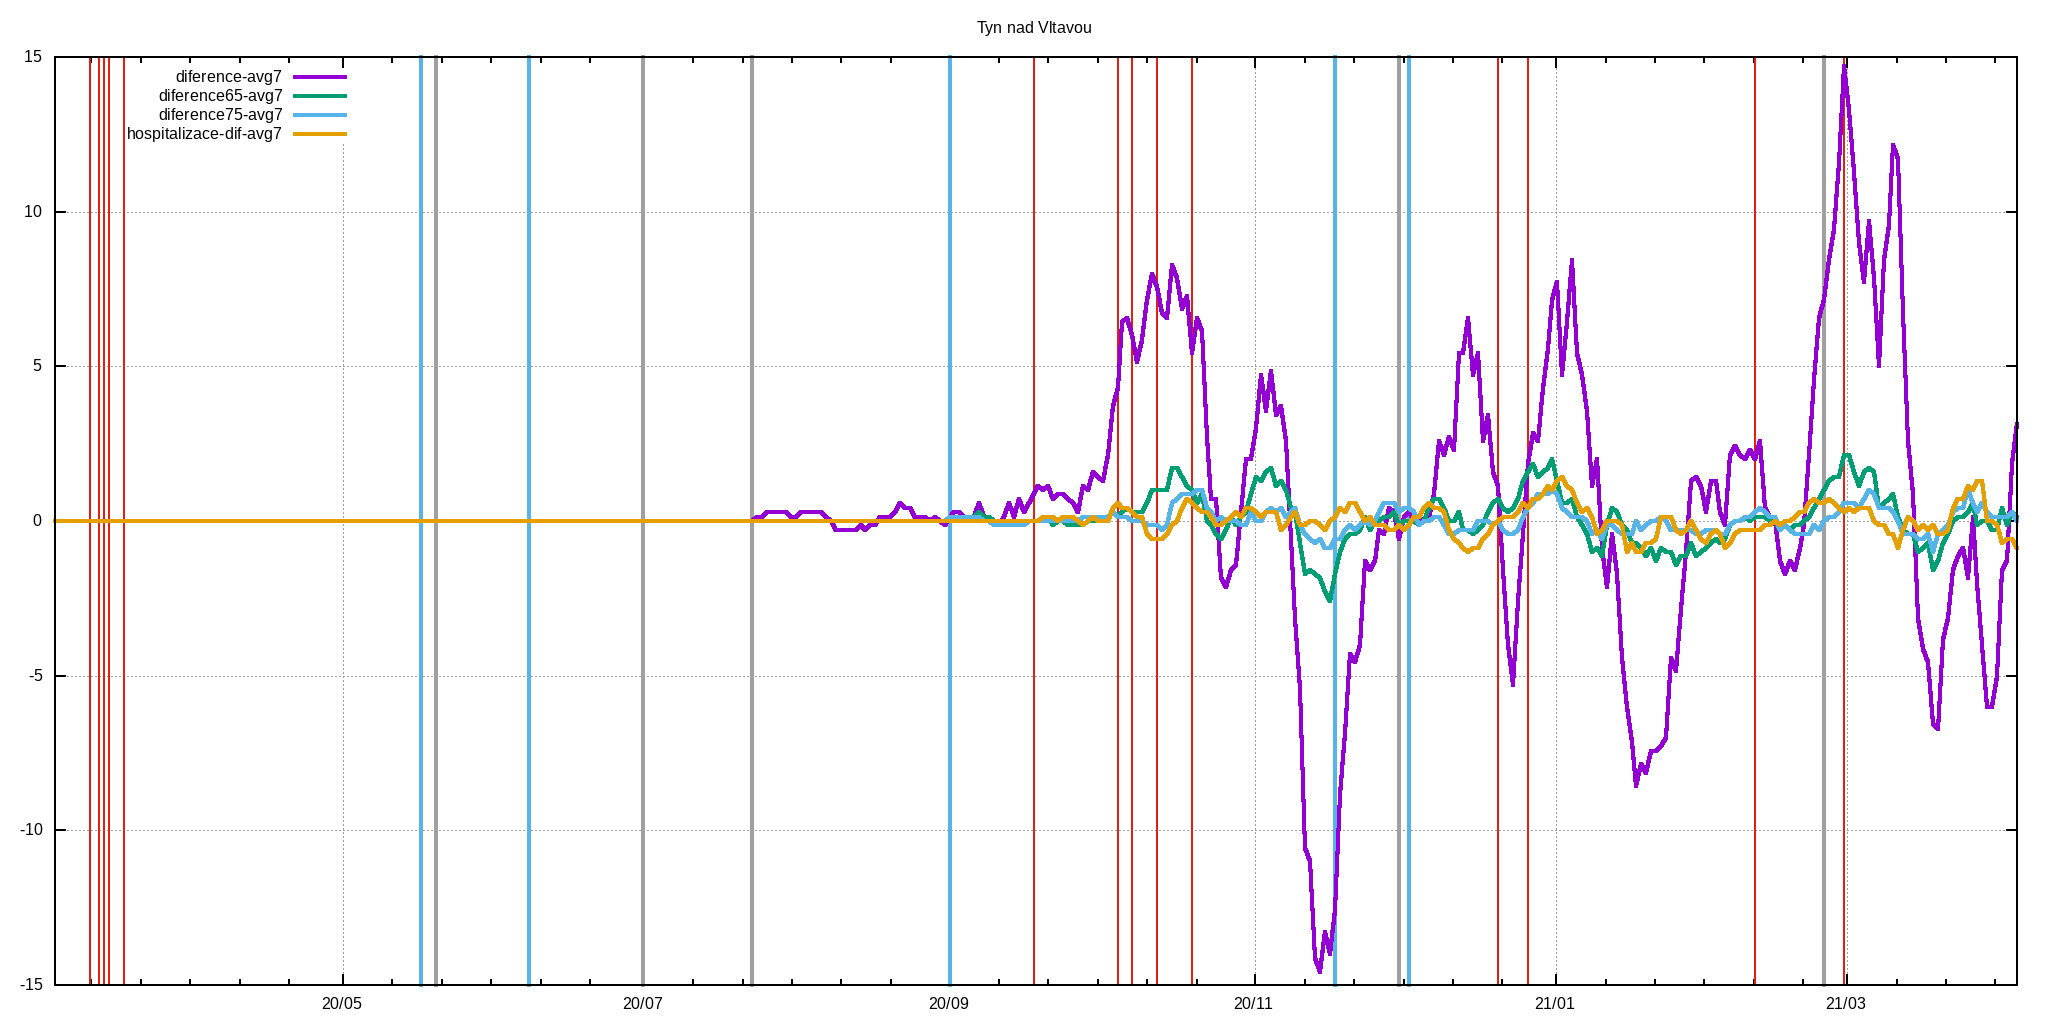 Tyn nad Vltavou
15
10
5
0
-5
-10
-15
diference-avg7
diference65-avg7
diference75-avg7
hospitalizace-dif-avg7
20/05 20/07 20/09 20/11 21/01 21/03